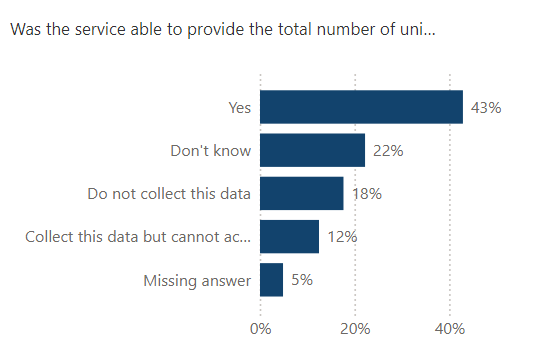 Was the service able to provide the total number of uni...
Yes 43%
Don't know 22%
Do not collect this data 18%
Collect this data but cannot ac... 12%
Missing answer 5%
0% 20% 40%